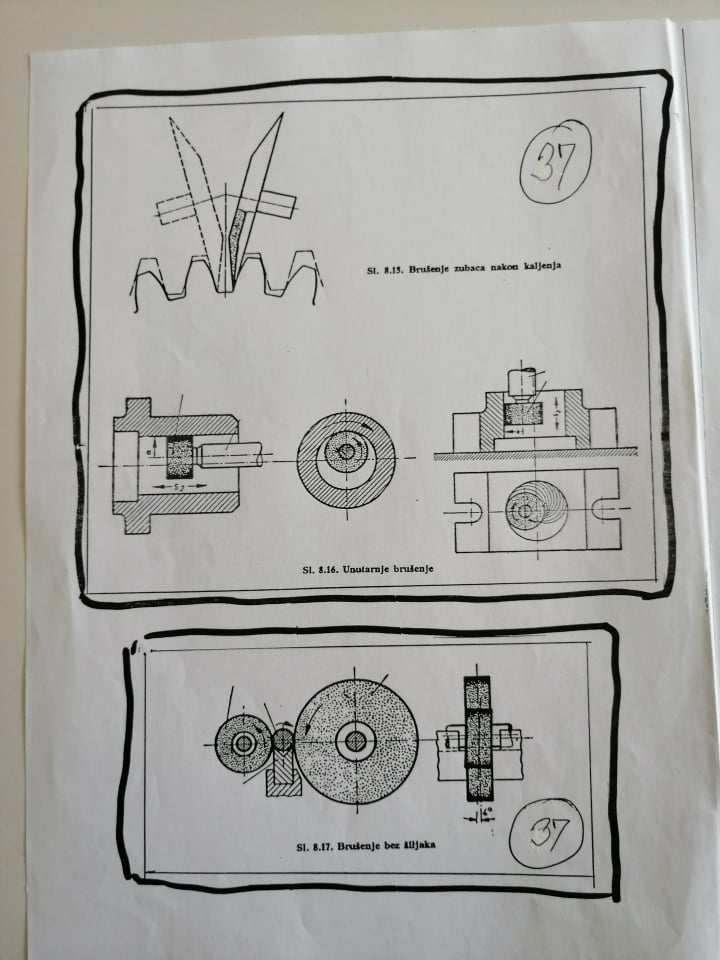 37
Sl. 8.15. Brušenje zubaca nakon kaljenja
Sl. 8.16. Unutarnje brušenje
4°
37
Sl. 8.17. Brušenje bez šiljaka